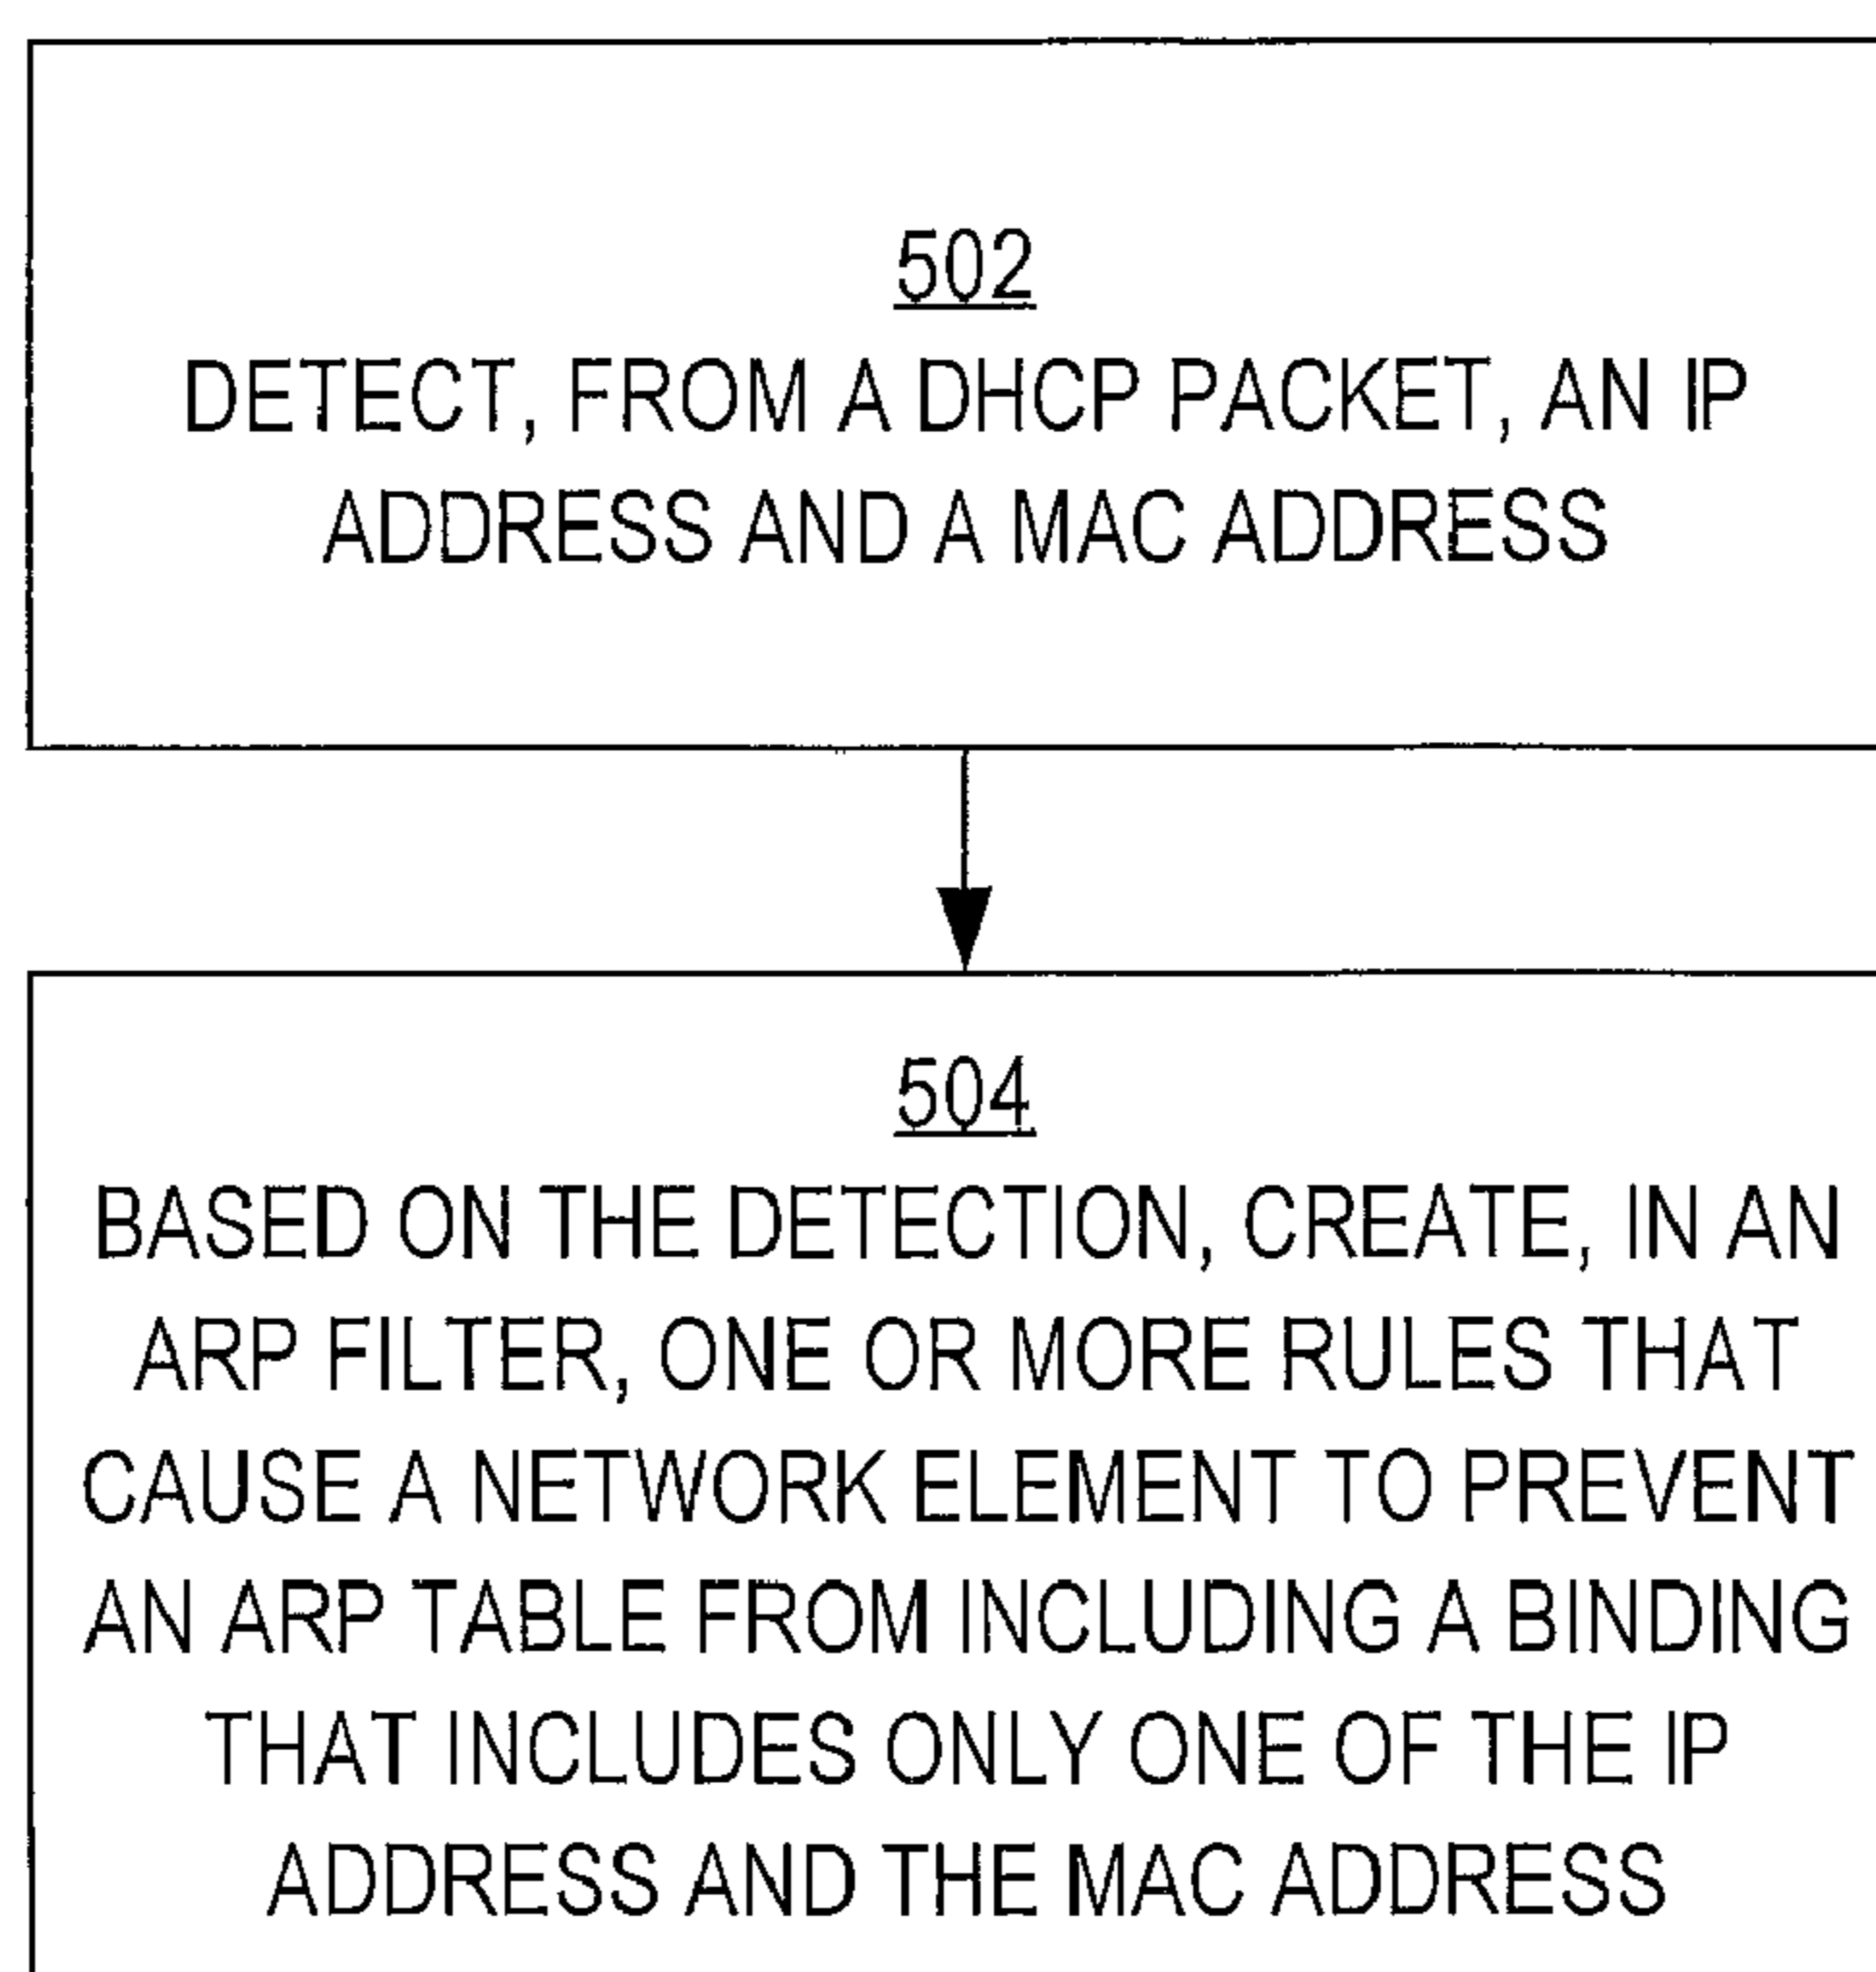 502
DETECT, FROM A DHCP PACKET, AN IP
ADDRESS AND A MAC ADDRESS
504
BASED ON THE DETECTION, CREATE, IN AN
ARP FILTER, ONE OR MORE RULES THAT
CAUSE A NETWORK ELEMENT TO PREVENT
AN ARP TABLE FROM INCLUDING A BINDING
THAT INCLUDES ONLY ONE OF THE IP
ADDRESS AND THE MAC ADDRESS